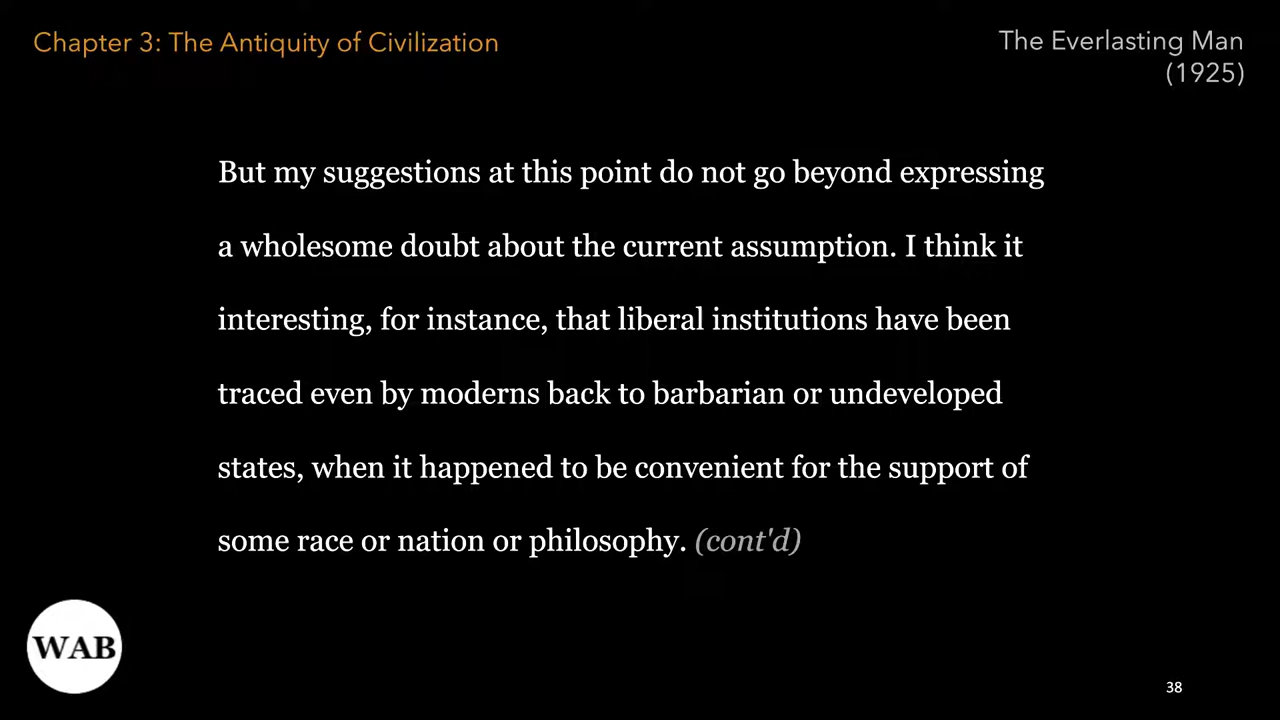 Chapter 3: The Antiquity of Civilization
The Everlasting Man
(1925)
But my suggestions at this point do not go beyond expressing
a wholesome doubt about the current assumption. I think it
interesting, for instance, that liberal institutions have been
traced even by moderns back to barbarian or undeveloped
states, when it happened to be convenient for the support of
some race or nation or philosophy. (cont'd)
WAB
38